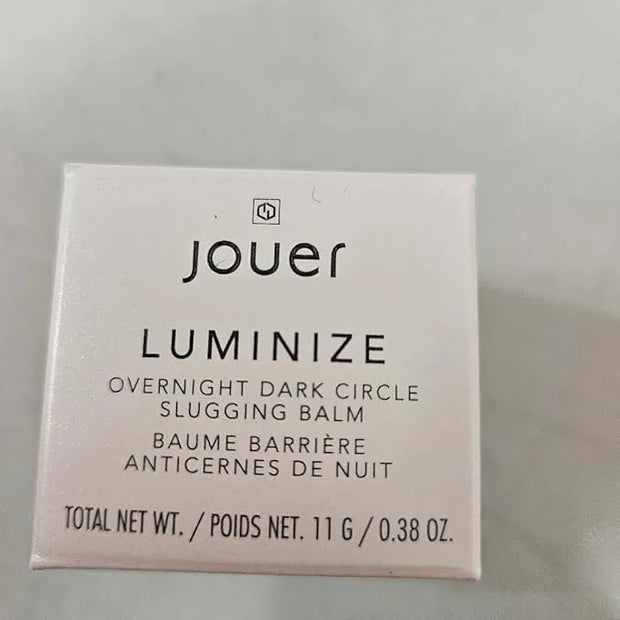 jouer
LUMINIZE
OVERNIGHT DARK CIRCLE
SLUGGING BALM
BAUME BARRIÈRE
ANTICERNES DE NUIT
TOTAL NET WT. / POIDS NET. 11 G / 0.38 OZ.